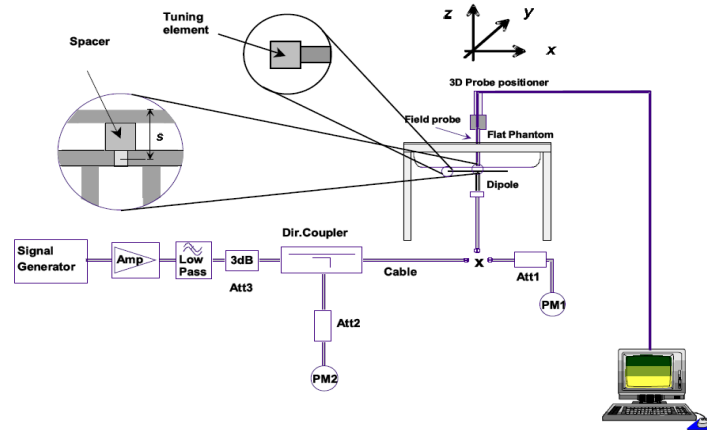 Tuning
element
z
y
x
Spacer
3D Probe positioner
s
Field probe
Flat Phantom
Dipole
Dir.Coupler
Signal
Generator
Amp
Low
Pass
3dB
Att3
Cable
x
Att1
PM1
Att2
PM2